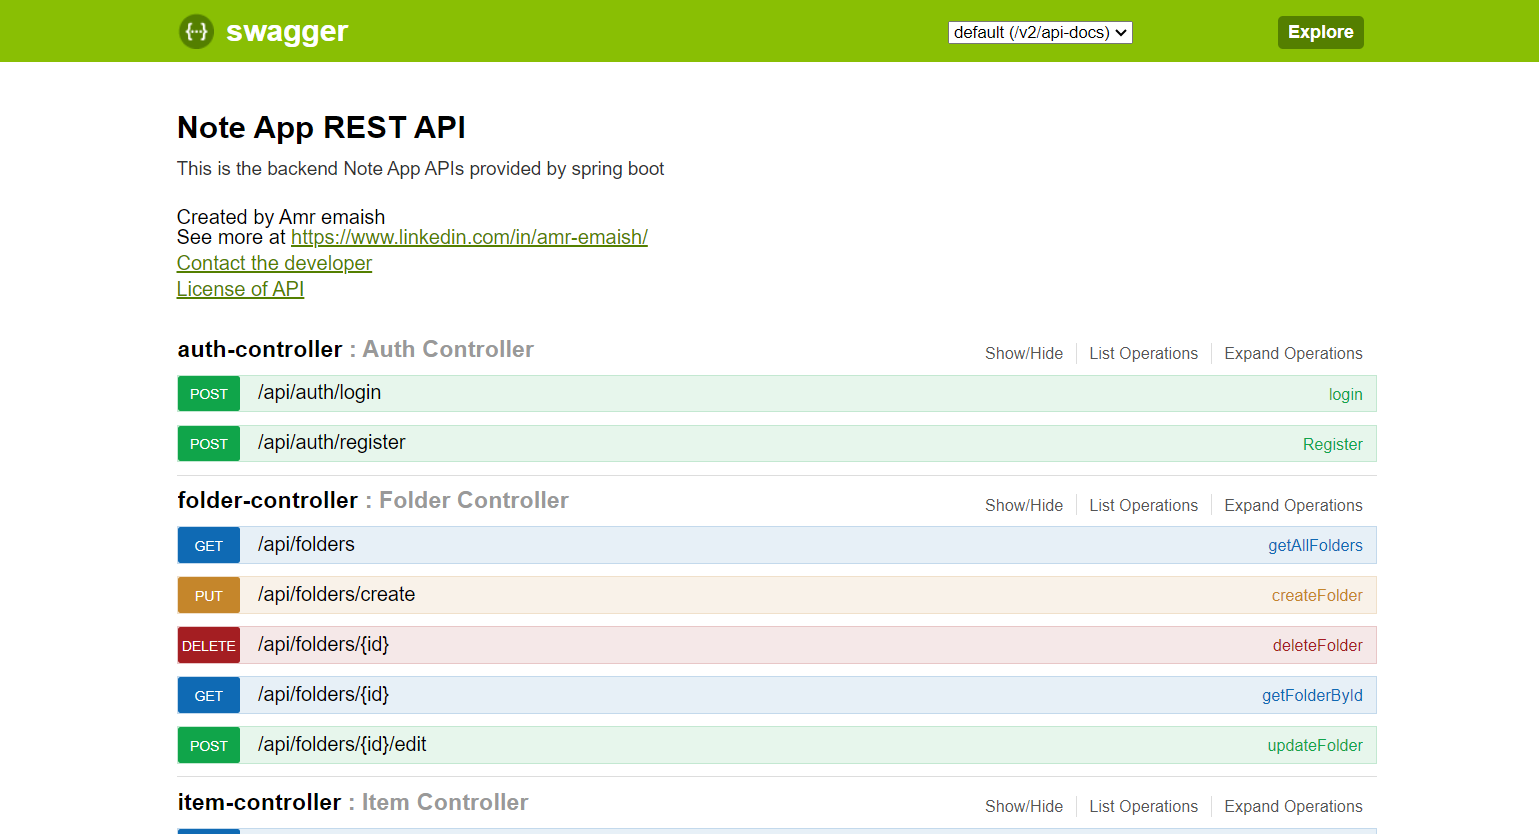 {...} swagger default (/v2/api-docs) Explore
Note App REST API
This is the backend Note App APIs provided by spring boot
Created by Amr emaish
See more at https://www.linkedin.com/in/amr-emaish/
Contact the developer
License of API
auth-controller : Auth Controller Show/Hide List Operations Expand Operations
POST /api/auth/login login
POST /api/auth/register Register
folder-controller : Folder Controller Show/Hide List Operations Expand Operations
GET /api/folders getAllFolders
PUT /api/folders/create createFolder
DELETE /api/folders/{id} deleteFolder
GET /api/folders/{id} getFolderById
POST /api/folders/{id}/edit updateFolder
item-controller : Item Controller Show/Hide List Operations Expand Operations